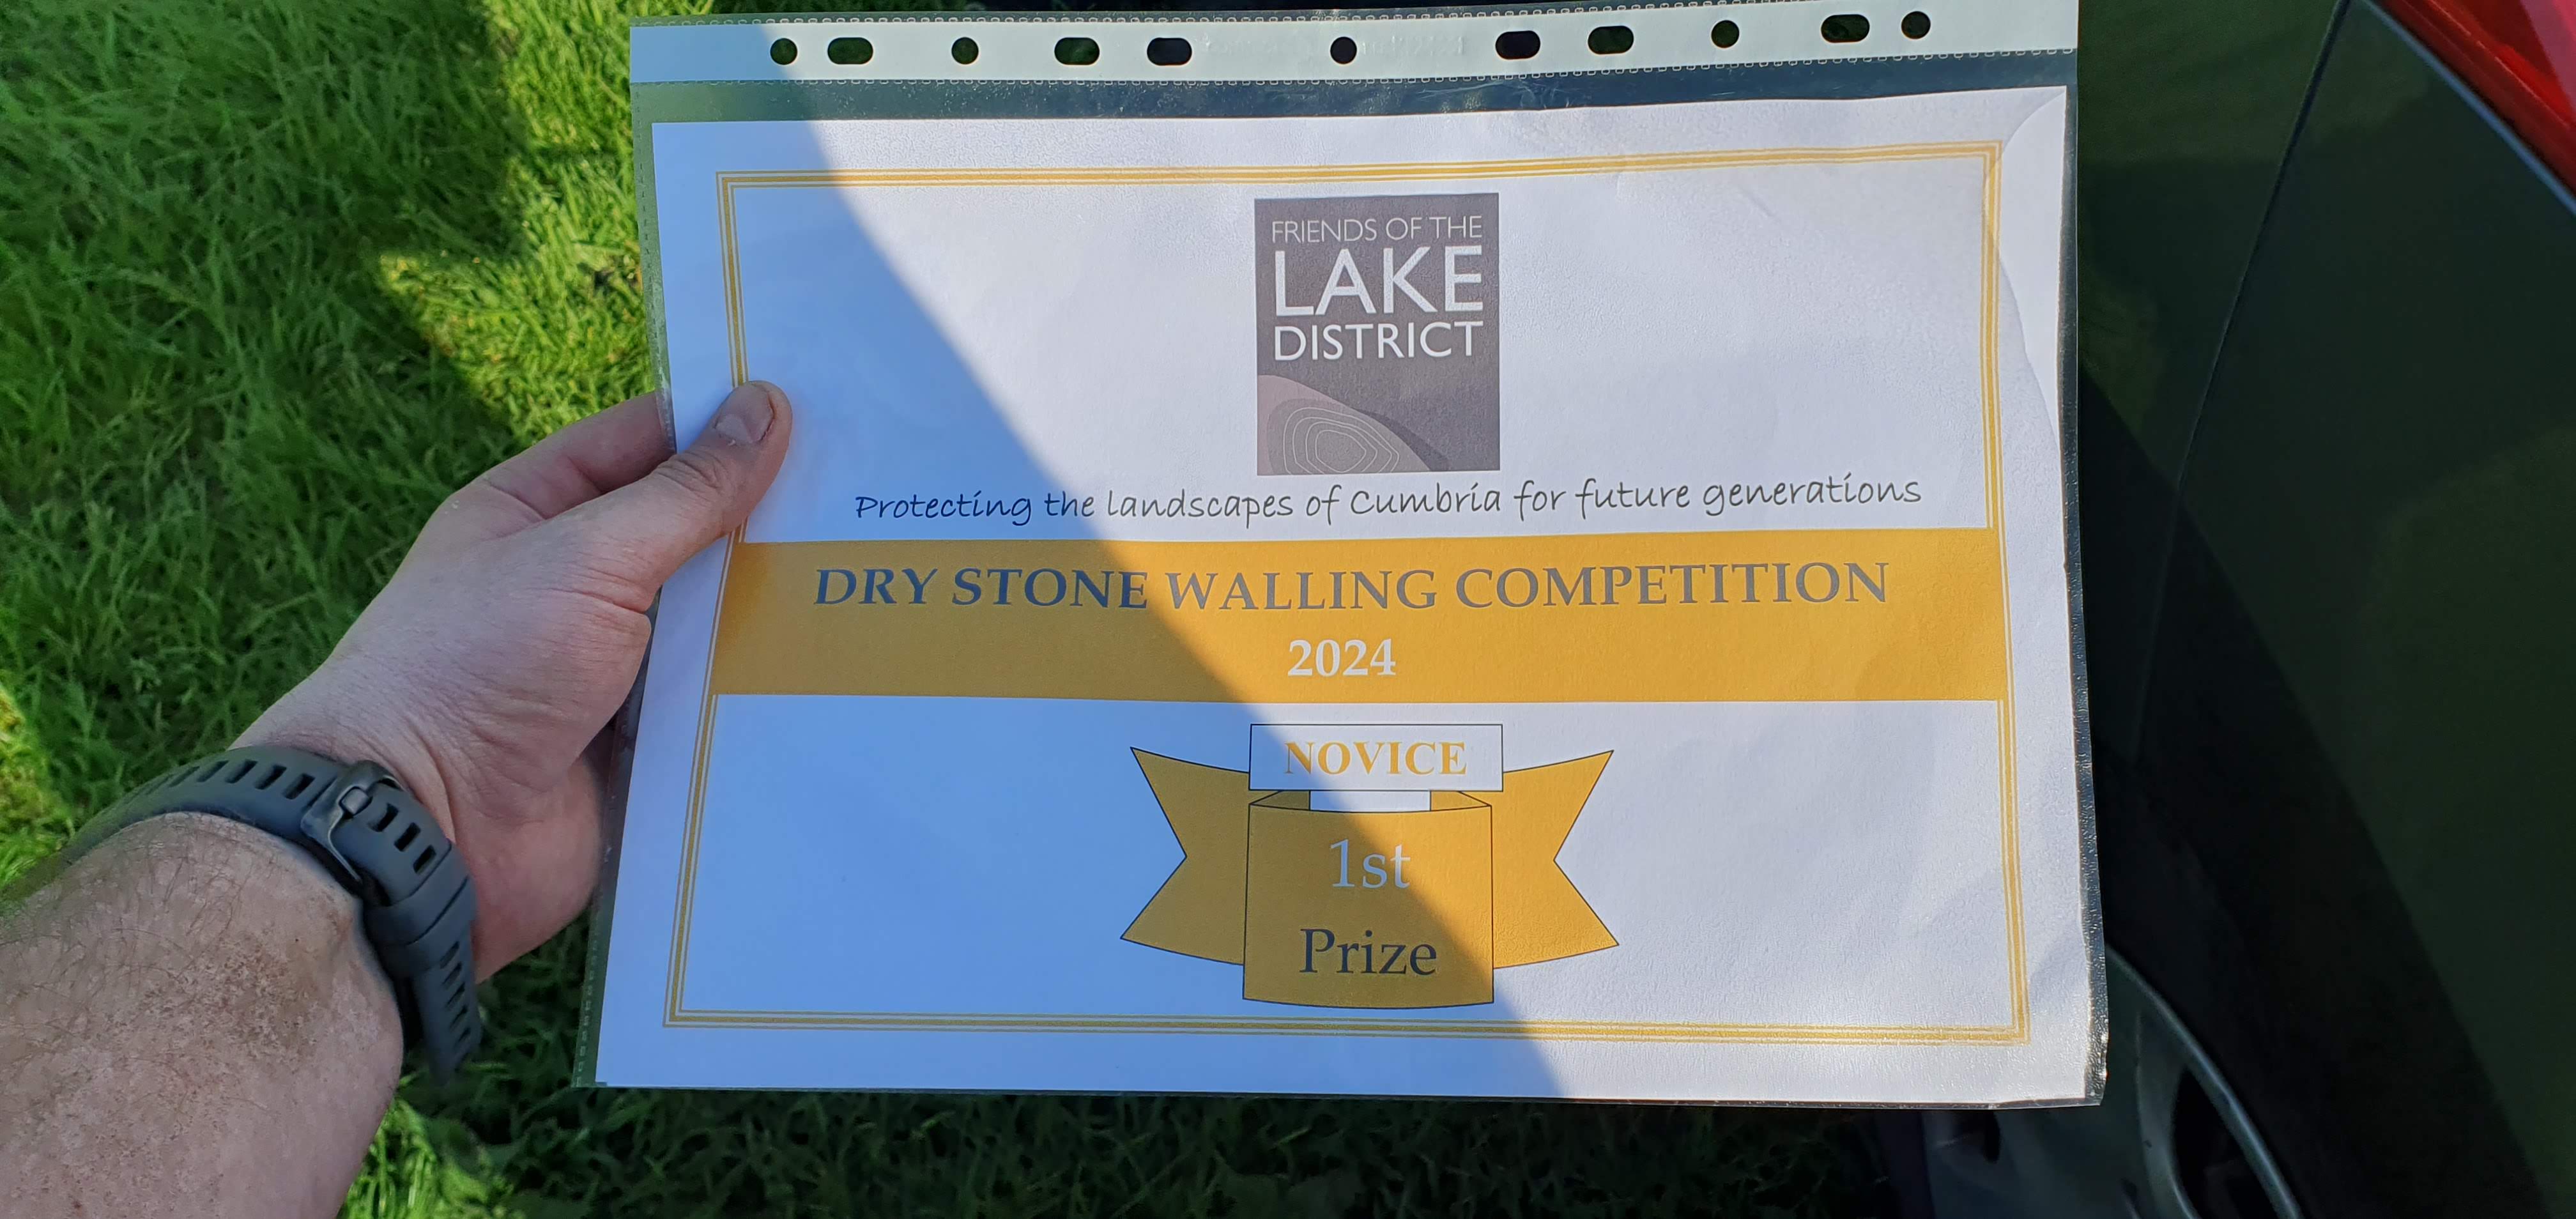 FRIENDS OF THE
LAKE
DISTRICT
Protecting the landscapes of Cumbria for future generations
DRY STONE WALLING COMPETITION
2024
NOVICE
1st
Prize